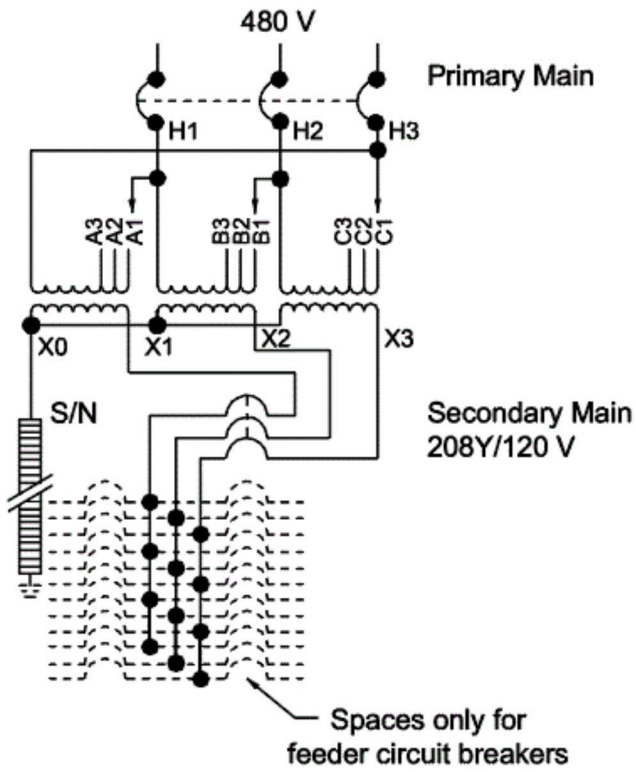 480 V
Primary Main
H1
H2
H3
A3
A2
A1
B3
B2
B1
C3
C2
C1
X0
X1
X2
X3
S/N
Secondary Main
208Y/120 V
Spaces only for
feeder circuit breakers